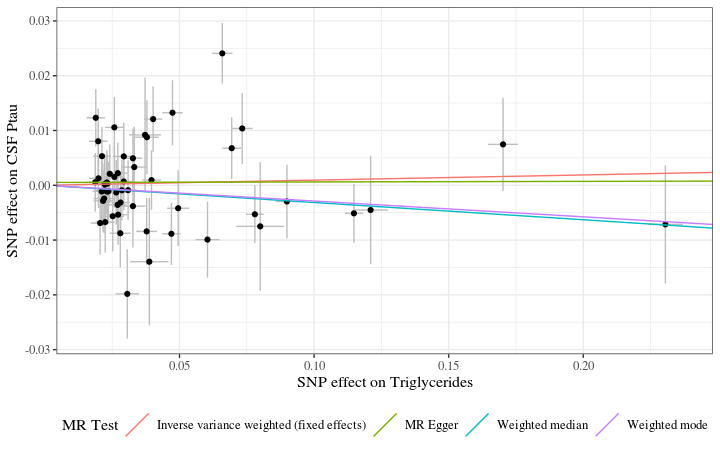 0.03
0.02
0.01
0.00
-0.01
-0.02
-0.03
SNP effect on CSF Ptau
0.05
0.10
0.15
0.20
SNP effect on Triglycerides
MR Test
Inverse variance weighted (fixed effects)
MR Egger
Weighted median
Weighted mode